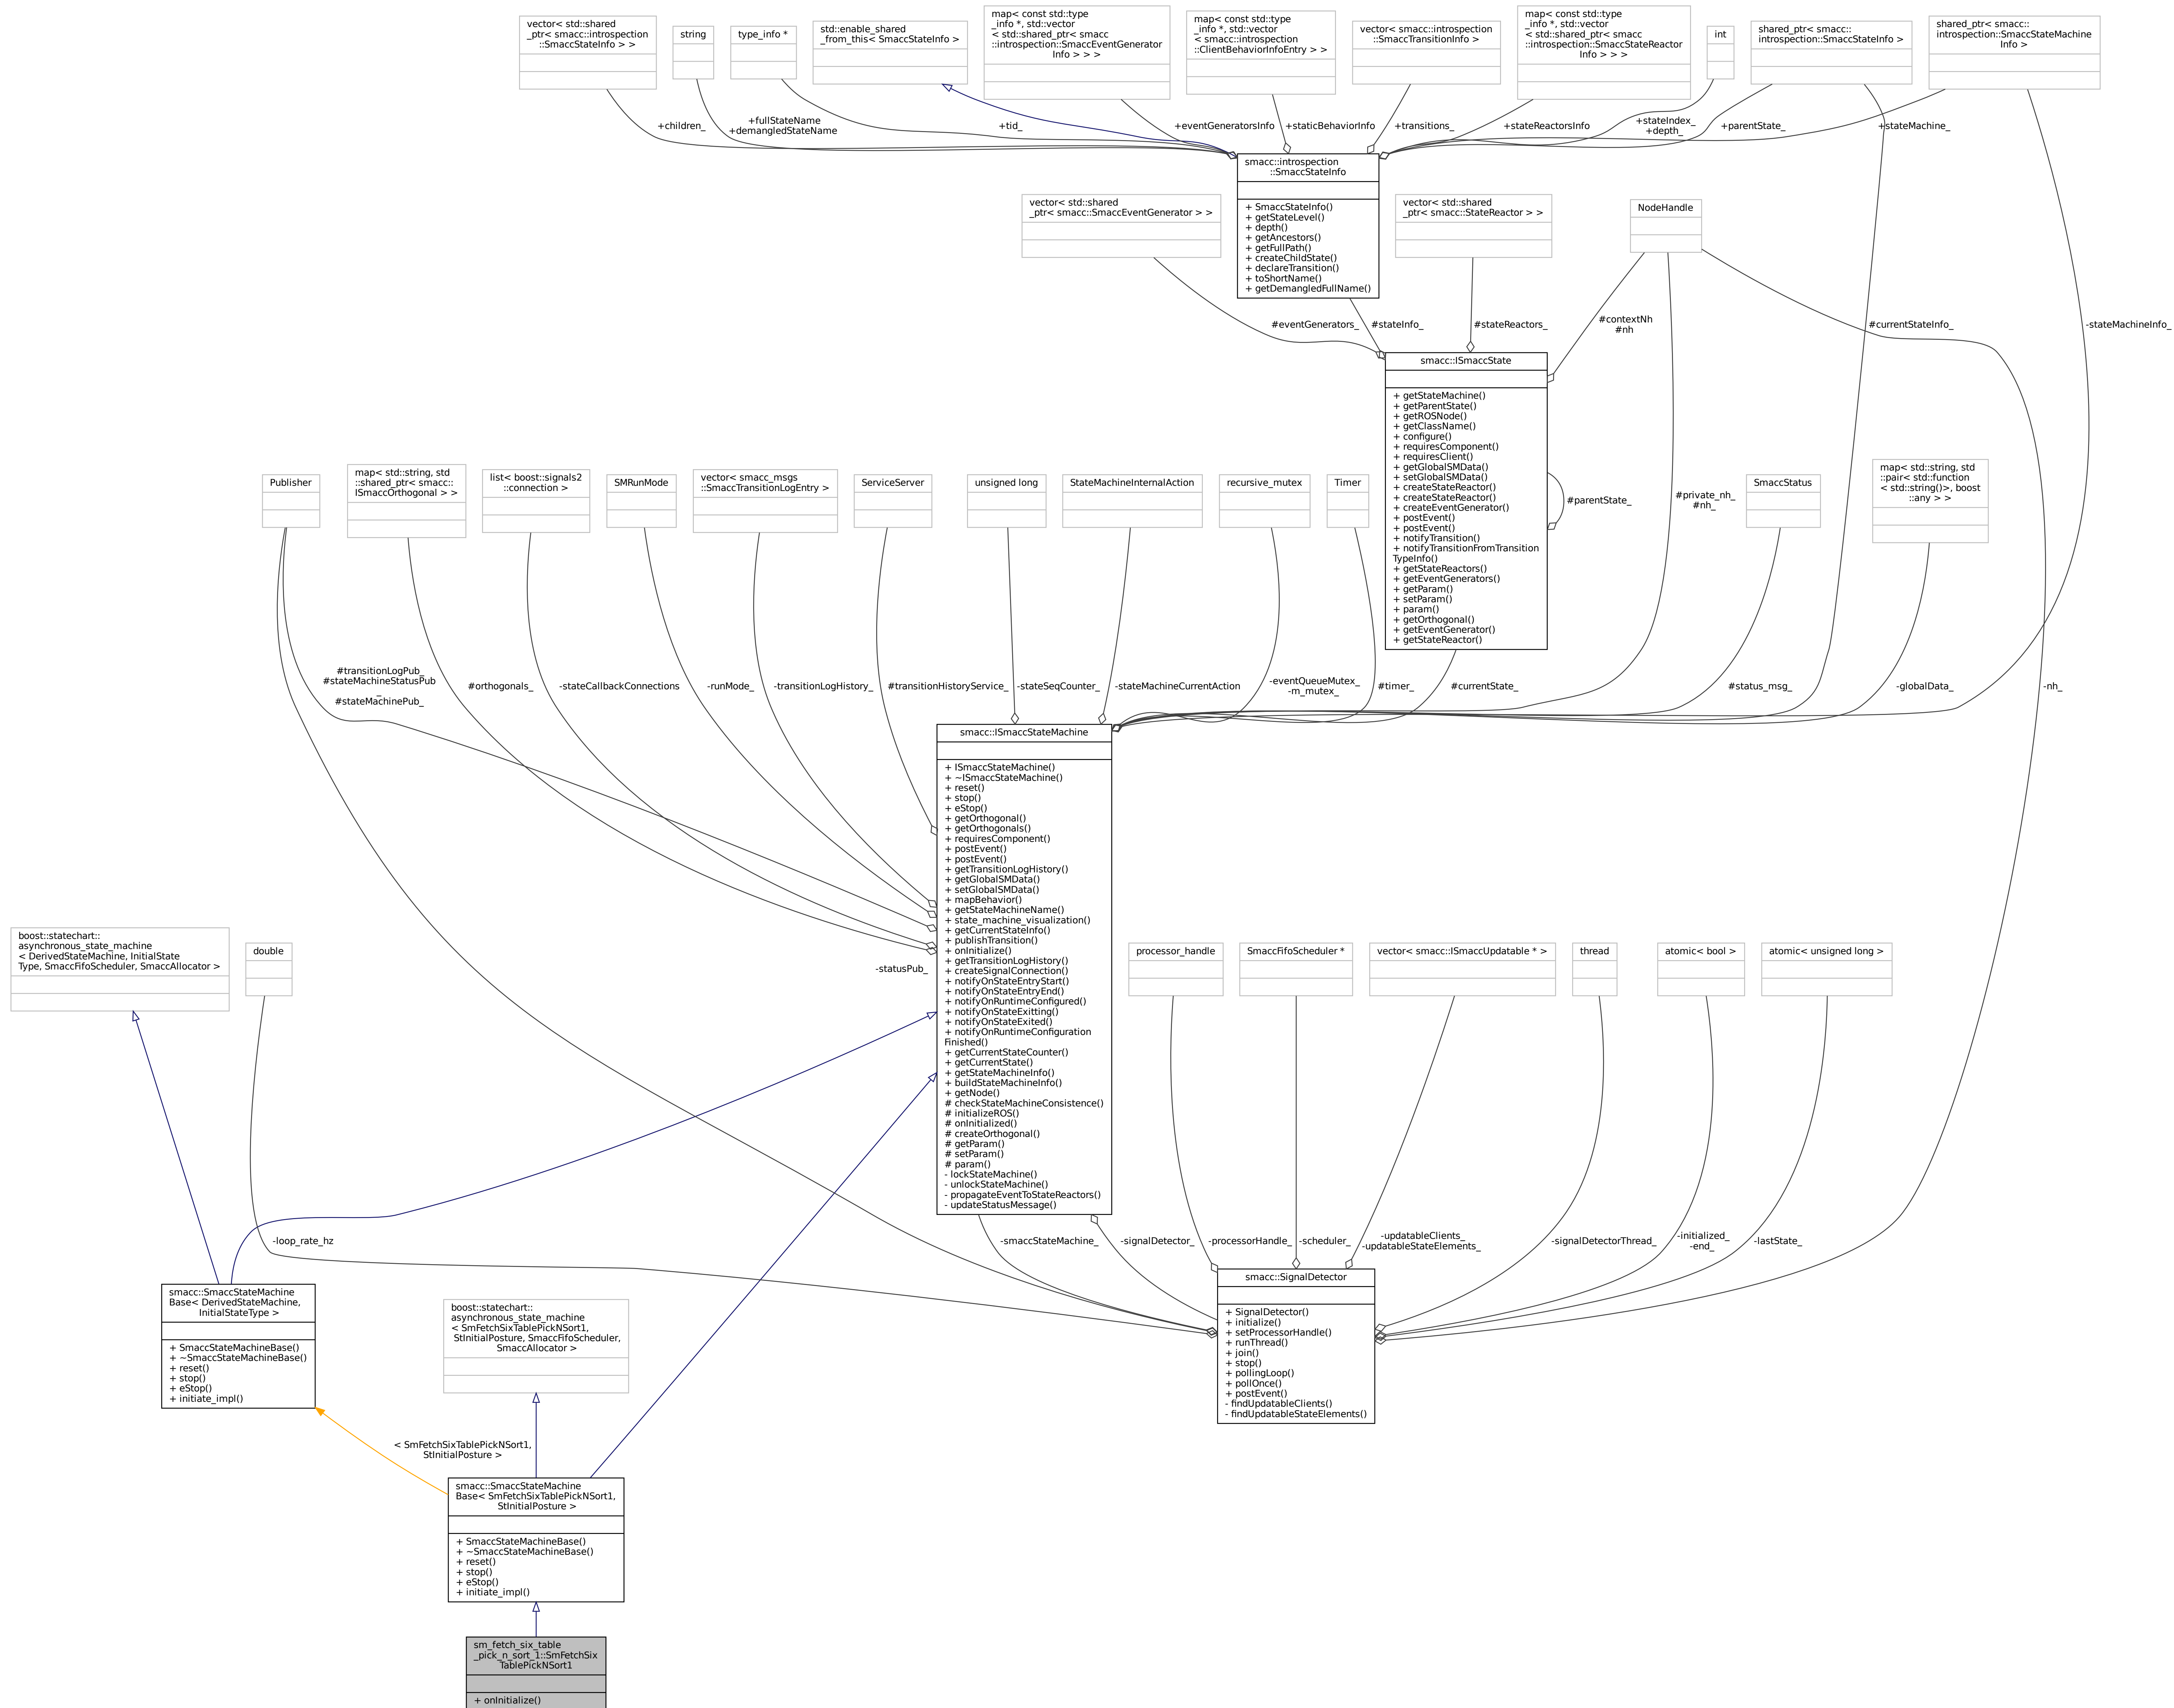 vector< std::shared
_ptr< smacc::introspection
::SmaccStateInfo > >
string
type_info *
std::enable_shared
_from_this< SmaccStateInfo >
map< const std::type
_info *, std::vector
< std::shared_ptr< smacc
::introspection::SmaccEventGenerator
Info > > >
map< const std::type
_info *, std::vector
< smacc::introspection
::ClientBehaviorInfoEntry > >
vector< smacc::introspection
::SmaccTransitionInfo >
map< const std::type
_info *, std::vector
< std::shared_ptr< smacc
::introspection::SmaccStateReactor
Info > > >
int
shared_ptr< smacc::
introspection::SmaccStateInfo >
shared_ptr< smacc::
introspection::SmaccStateMachine
Info >
+children_
+fullStateName
+demangledStateName
+tid_
+eventGeneratorsInfo
+staticBehaviorInfo
+transitions_
+stateReactorsInfo
+stateIndex_
+depth_
+parentState_
+stateMachine_
smacc::introspection
::SmaccStateInfo
+ SmaccStateInfo()
+ getStateLevel()
+ depth()
+ getAncestors()
+ getFullPath()
+ createChildState()
+ declareTransition()
+ toShortName()
+ getDemangledFullName()
vector< std::shared
_ptr< smacc::SmaccEventGenerator > >
vector< std::shared
_ptr< smacc::StateReactor > >
NodeHandle
#eventGenerators_
#stateInfo_
#stateReactors_
#contextNh
#nh
#currentStateInfo_
-stateMachineInfo_
smacc::ISmaccState
+ getStateMachine()
+ getParentState()
+ getROSNode()
+ getClassName()
+ configure()
+ requiresComponent()
+ requiresClient()
+ getGlobalSMData()
+ setGlobalSMData()
+ createStateReactor()
+ createStateReactor()
+ createEventGenerator()
+ postEvent()
+ postEvent()
+ notifyTransition()
+ notifyTransitionFromTransition
TypeInfo()
+ getStateReactors()
+ getEventGenerators()
+ getParam()
+ setParam()
+ param()
+ getOrthogonal()
+ getEventGenerator()
+ getStateReactor()
#parentState_
#private_nh_
#nh_
Publisher
map< std::string, std
::shared_ptr< smacc::
ISmaccOrthogonal > >
list< boost::signals2
::connection >
SMRunMode
vector< smacc_msgs
::SmaccTransitionLogEntry >
ServiceServer
unsigned long
StateMachineInternalAction
recursive_mutex
Timer
SmaccStatus
map< std::string, std
::pair< std::function
< std::string()>, boost
::any > >
#transitionLogPub_
#stateMachineStatusPub
_
#stateMachinePub_
#orthogonals_
-stateCallbackConnections
-runMode_
-transitionLogHistory_
#transitionHistoryService_
-stateSeqCounter_
-stateMachineCurrentAction
-eventQueueMutex_
-m_mutex_
#timer_
#currentState_
#status_msg_
-globalData_
-nh_
smacc::ISmaccStateMachine
+ ISmaccStateMachine()
+ ~ISmaccStateMachine()
+ reset()
+ stop()
+ eStop()
+ getOrthogonal()
+ getOrthogonals()
+ requiresComponent()
+ postEvent()
+ postEvent()
+ getTransitionLogHistory()
+ getGlobalSMData()
+ setGlobalSMData()
+ mapBehavior()
+ getStateMachineName()
+ state_machine_visualization()
+ getCurrentStateInfo()
+ publishTransition()
+ onInitialize()
+ getTransitionLogHistory()
+ createSignalConnection()
+ notifyOnStateEntryStart()
+ notifyOnStateEntryEnd()
+ notifyOnRuntimeConfigured()
+ notifyOnStateExitting()
+ notifyOnStateExited()
+ notifyOnRuntimeConfiguration
Finished()
+ getCurrentStateCounter()
+ getCurrentState()
+ getStateMachineInfo()
+ buildStateMachineInfo()
+ getNode()
# checkStateMachineConsistence()
# initializeROS()
# onInitialized()
# createOrthogonal()
# getParam()
# setParam()
# param()
- lockStateMachine()
- unlockStateMachine()
- propagateEventToStateReactors()
- updateStatusMessage()
boost::statechart::
asynchronous_state_machine
< DerivedStateMachine, InitialState
Type, SmaccFifoScheduler, SmaccAllocator >
double
-statusPub_
processor_handle
SmaccFifoScheduler *
vector< smacc::ISmaccUpdatable * >
thread
atomic< bool >
atomic< unsigned long >
-loop_rate_hz
-smaccStateMachine_
-signalDetector_
-processorHandle_
-scheduler_
-updatableClients_
-updatableStateElements_
-signalDetectorThread_
-initialized_
-end_
-lastState_
smacc::SignalDetector
+ SignalDetector()
+ initialize()
+ setProcessorHandle()
+ runThread()
+ join()
+ stop()
+ pollingLoop()
+ pollOnce()
+ postEvent()
- findUpdatableClients()
- findUpdatableStateElements()
smacc::SmaccStateMachine
Base< DerivedStateMachine,
InitialStateType >
+ SmaccStateMachineBase()
+ ~SmaccStateMachineBase()
+ reset()
+ stop()
+ eStop()
+ initiate_impl()
boost::statechart::
asynchronous_state_machine
< SmFetchSixTablePickNSort1,
StInitialPosture, SmaccFifoScheduler,
SmaccAllocator >
< SmFetchSixTablePickNSort1,
StInitialPosture >
smacc::SmaccStateMachine
Base< SmFetchSixTablePickNSort1,
StInitialPosture >
+ SmaccStateMachineBase()
+ ~SmaccStateMachineBase()
+ reset()
+ stop()
+ eStop()
+ initiate_impl()
sm_fetch_six_table
_pick_n_sort_1::SmFetchSix
TablePickNSort1
+ onInitialize()